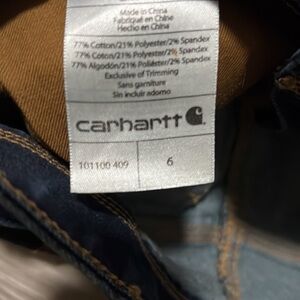 Made in China
Fabriqué en Chine
Hecho en China
77% Cotton/21% Polyester/2% Spandex
77% Coton/21% Polyester/2% Spandex
77% Algodón/21% Poliéster/2% Spandex
Exclusive of Trimming
Sans garniture
Sin incluir adorno
carhartt
101100 409
6